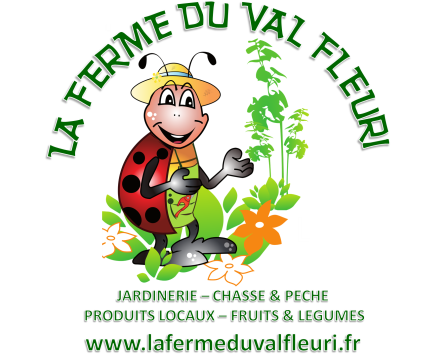 LA FERME DU VAL FLEURI
JARDINERIE – CHASSE & PECHE
PRODUITS LOCAUX – FRUITS & LEGUMES
www.lafermeduvalfleuri.fr